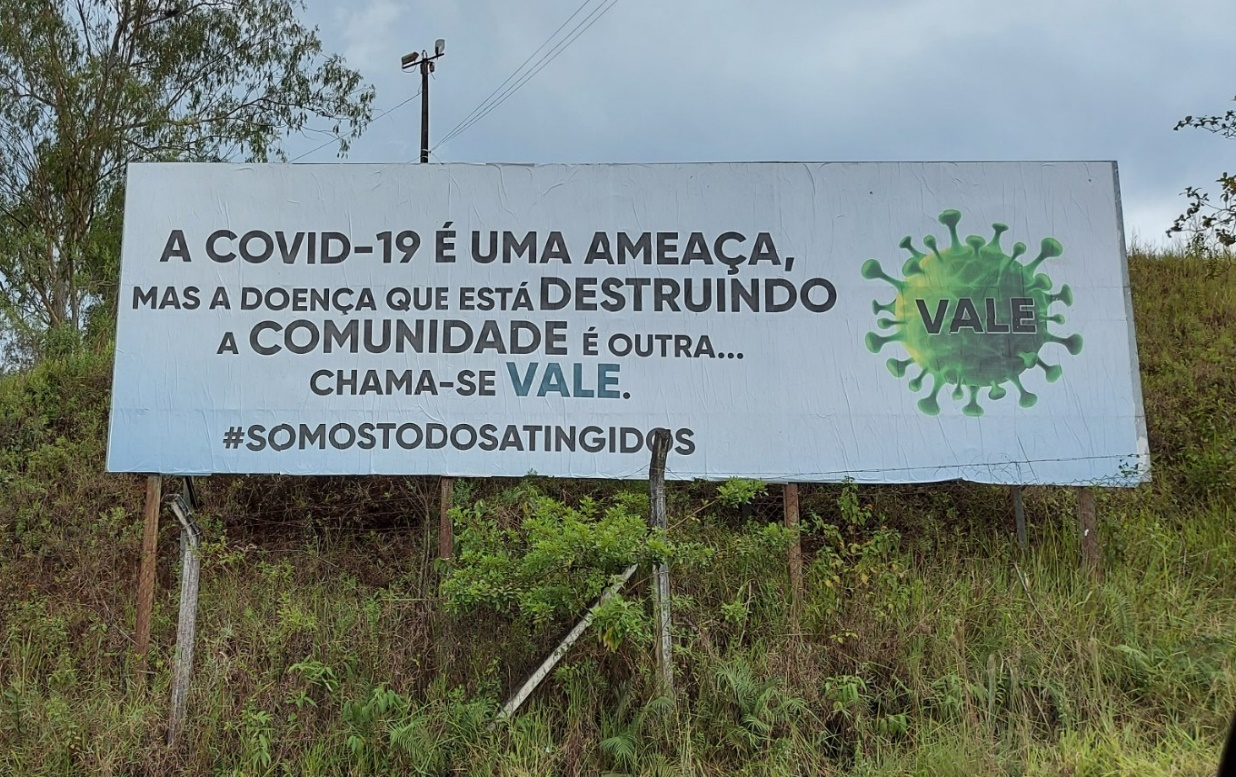 A COVID-19 É UMA AMEAÇA,
MAS A DOENÇA QUE ESTÁ DESTRUINDO
A COMUNIDADE É OUTRA...
CHAMA-SE VALE.
#SOMOSTODOSATINGIDOS
VALE